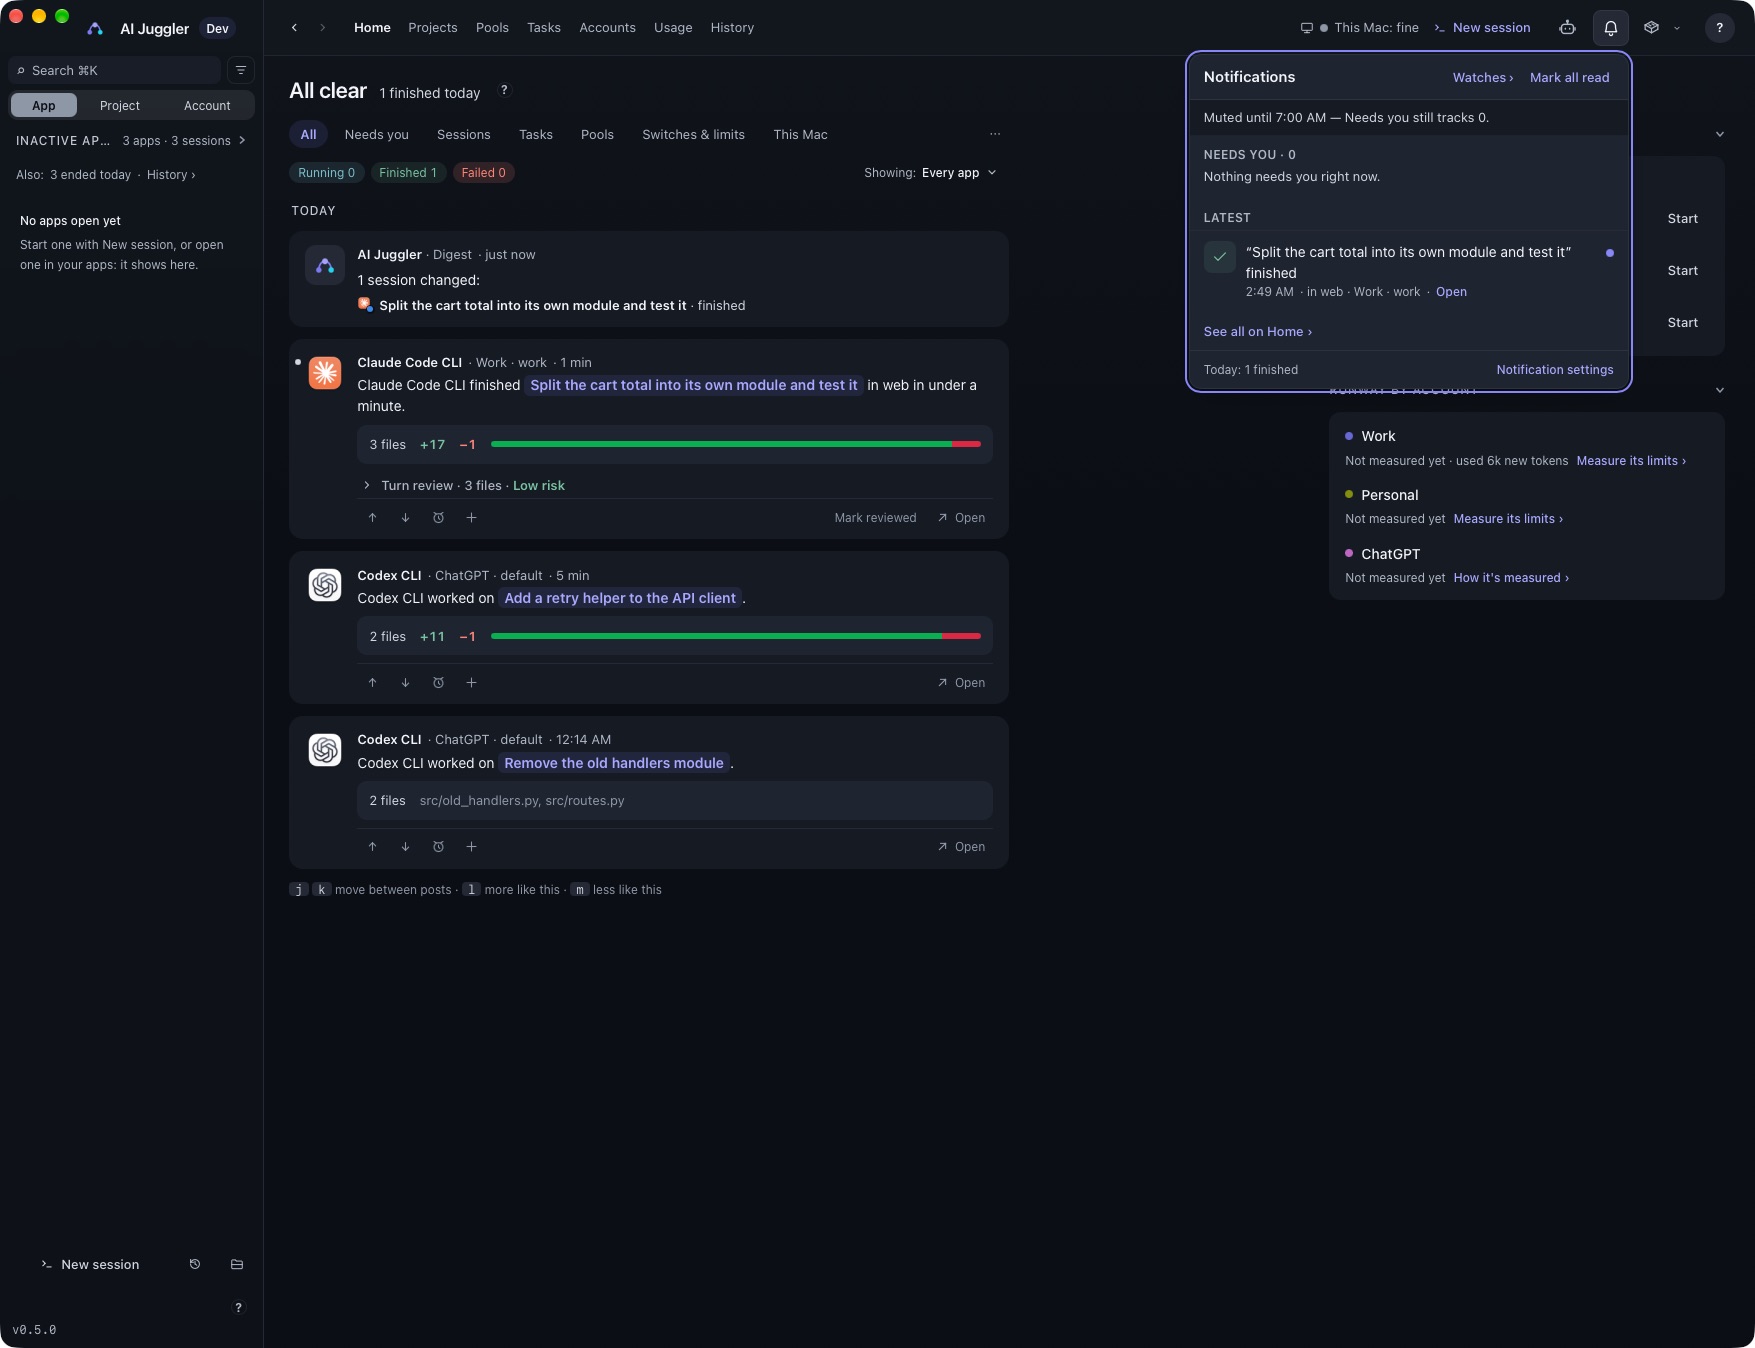 AI Juggler Dev
Search ⌘K
App Project Account
INACTIVE AP... 3 apps · 3 sessions
Also: 3 ended today · History ›
No apps open yet
Start one with New session, or open
one in your apps: it shows here.
New session
?
v0.5.0
Home Projects Pools Tasks Accounts Usage History
This Mac: fine New session ?
All clear 1 finished today ?
All Needs you Sessions Tasks Pools Switches & limits This Mac ...
Running 0 Finished 1 Failed 0 Showing: Every app
TODAY
AI Juggler · Digest · just now
1 session changed:
Split the cart total into its own module and test it · finished
Claude Code CLI · Work · work · 1 min
Claude Code CLI finished Split the cart total into its own module and test it in web in under a
minute.
3 files +17 −1
Turn review · 3 files · Low risk
Mark reviewed Open
Codex CLI · ChatGPT · default · 5 min
Codex CLI worked on Add a retry helper to the API client .
2 files +11 −1
Open
Codex CLI · ChatGPT · default · 12:14 AM
Codex CLI worked on Remove the old handlers module .
2 files src/old_handlers.py, src/routes.py
Open
j k move between posts · l more like this · m less like this
Notifications Watches › Mark all read
Muted until 7:00 AM — Needs you still tracks 0.
NEEDS YOU · 0
Nothing needs you right now.
LATEST
“Split the cart total into its own module and test it”
finished
2:49 AM · in web · Work · work · Open
See all on Home ›
Today: 1 finished Notification settings
Start
Start
Start
RUNWAY BY ACCOUNT
Work
Not measured yet · used 6k new tokens Measure its limits ›
Personal
Not measured yet Measure its limits ›
ChatGPT
Not measured yet How it's measured ›